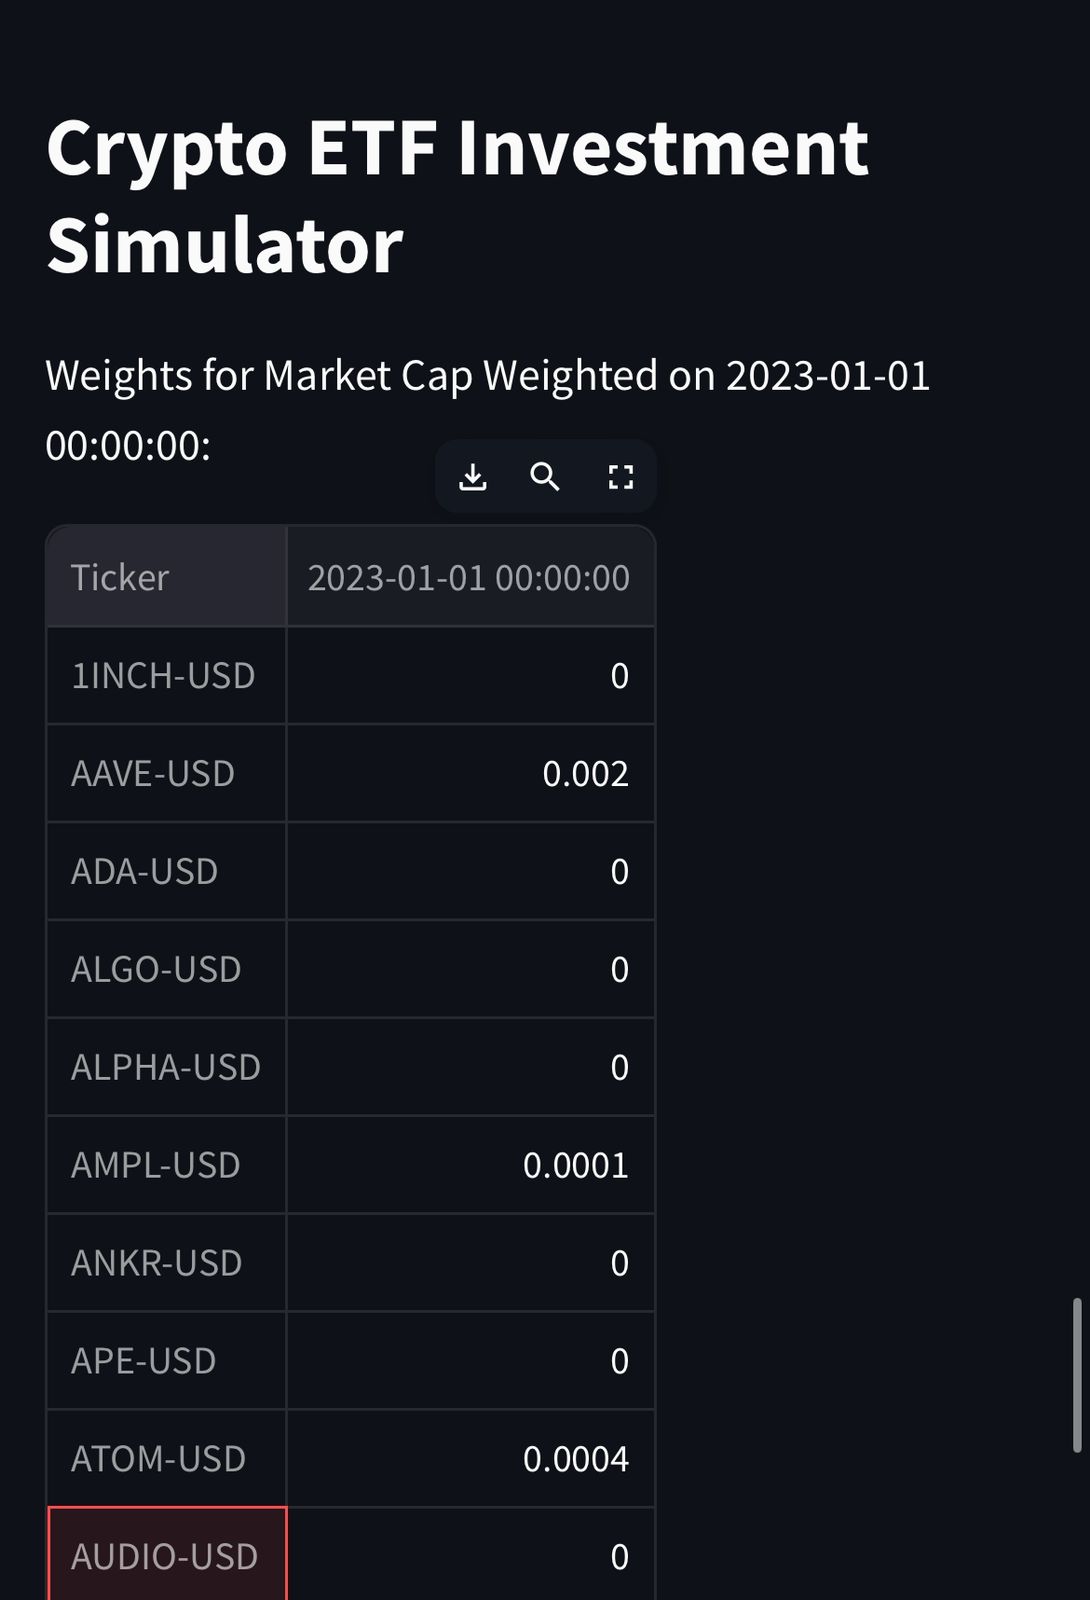 Crypto ETF Investment
Simulator
Weights for Market Cap Weighted on 2023-01-01
00:00:00:
Ticker 2023-01-01 00:00:00
1INCH-USD 0
AAVE-USD 0.002
ADA-USD 0
ALGO-USD 0
ALPHA-USD 0
AMPL-USD 0.0001
ANKR-USD 0
APE-USD 0
ATOM-USD 0.0004
AUDIO-USD 0